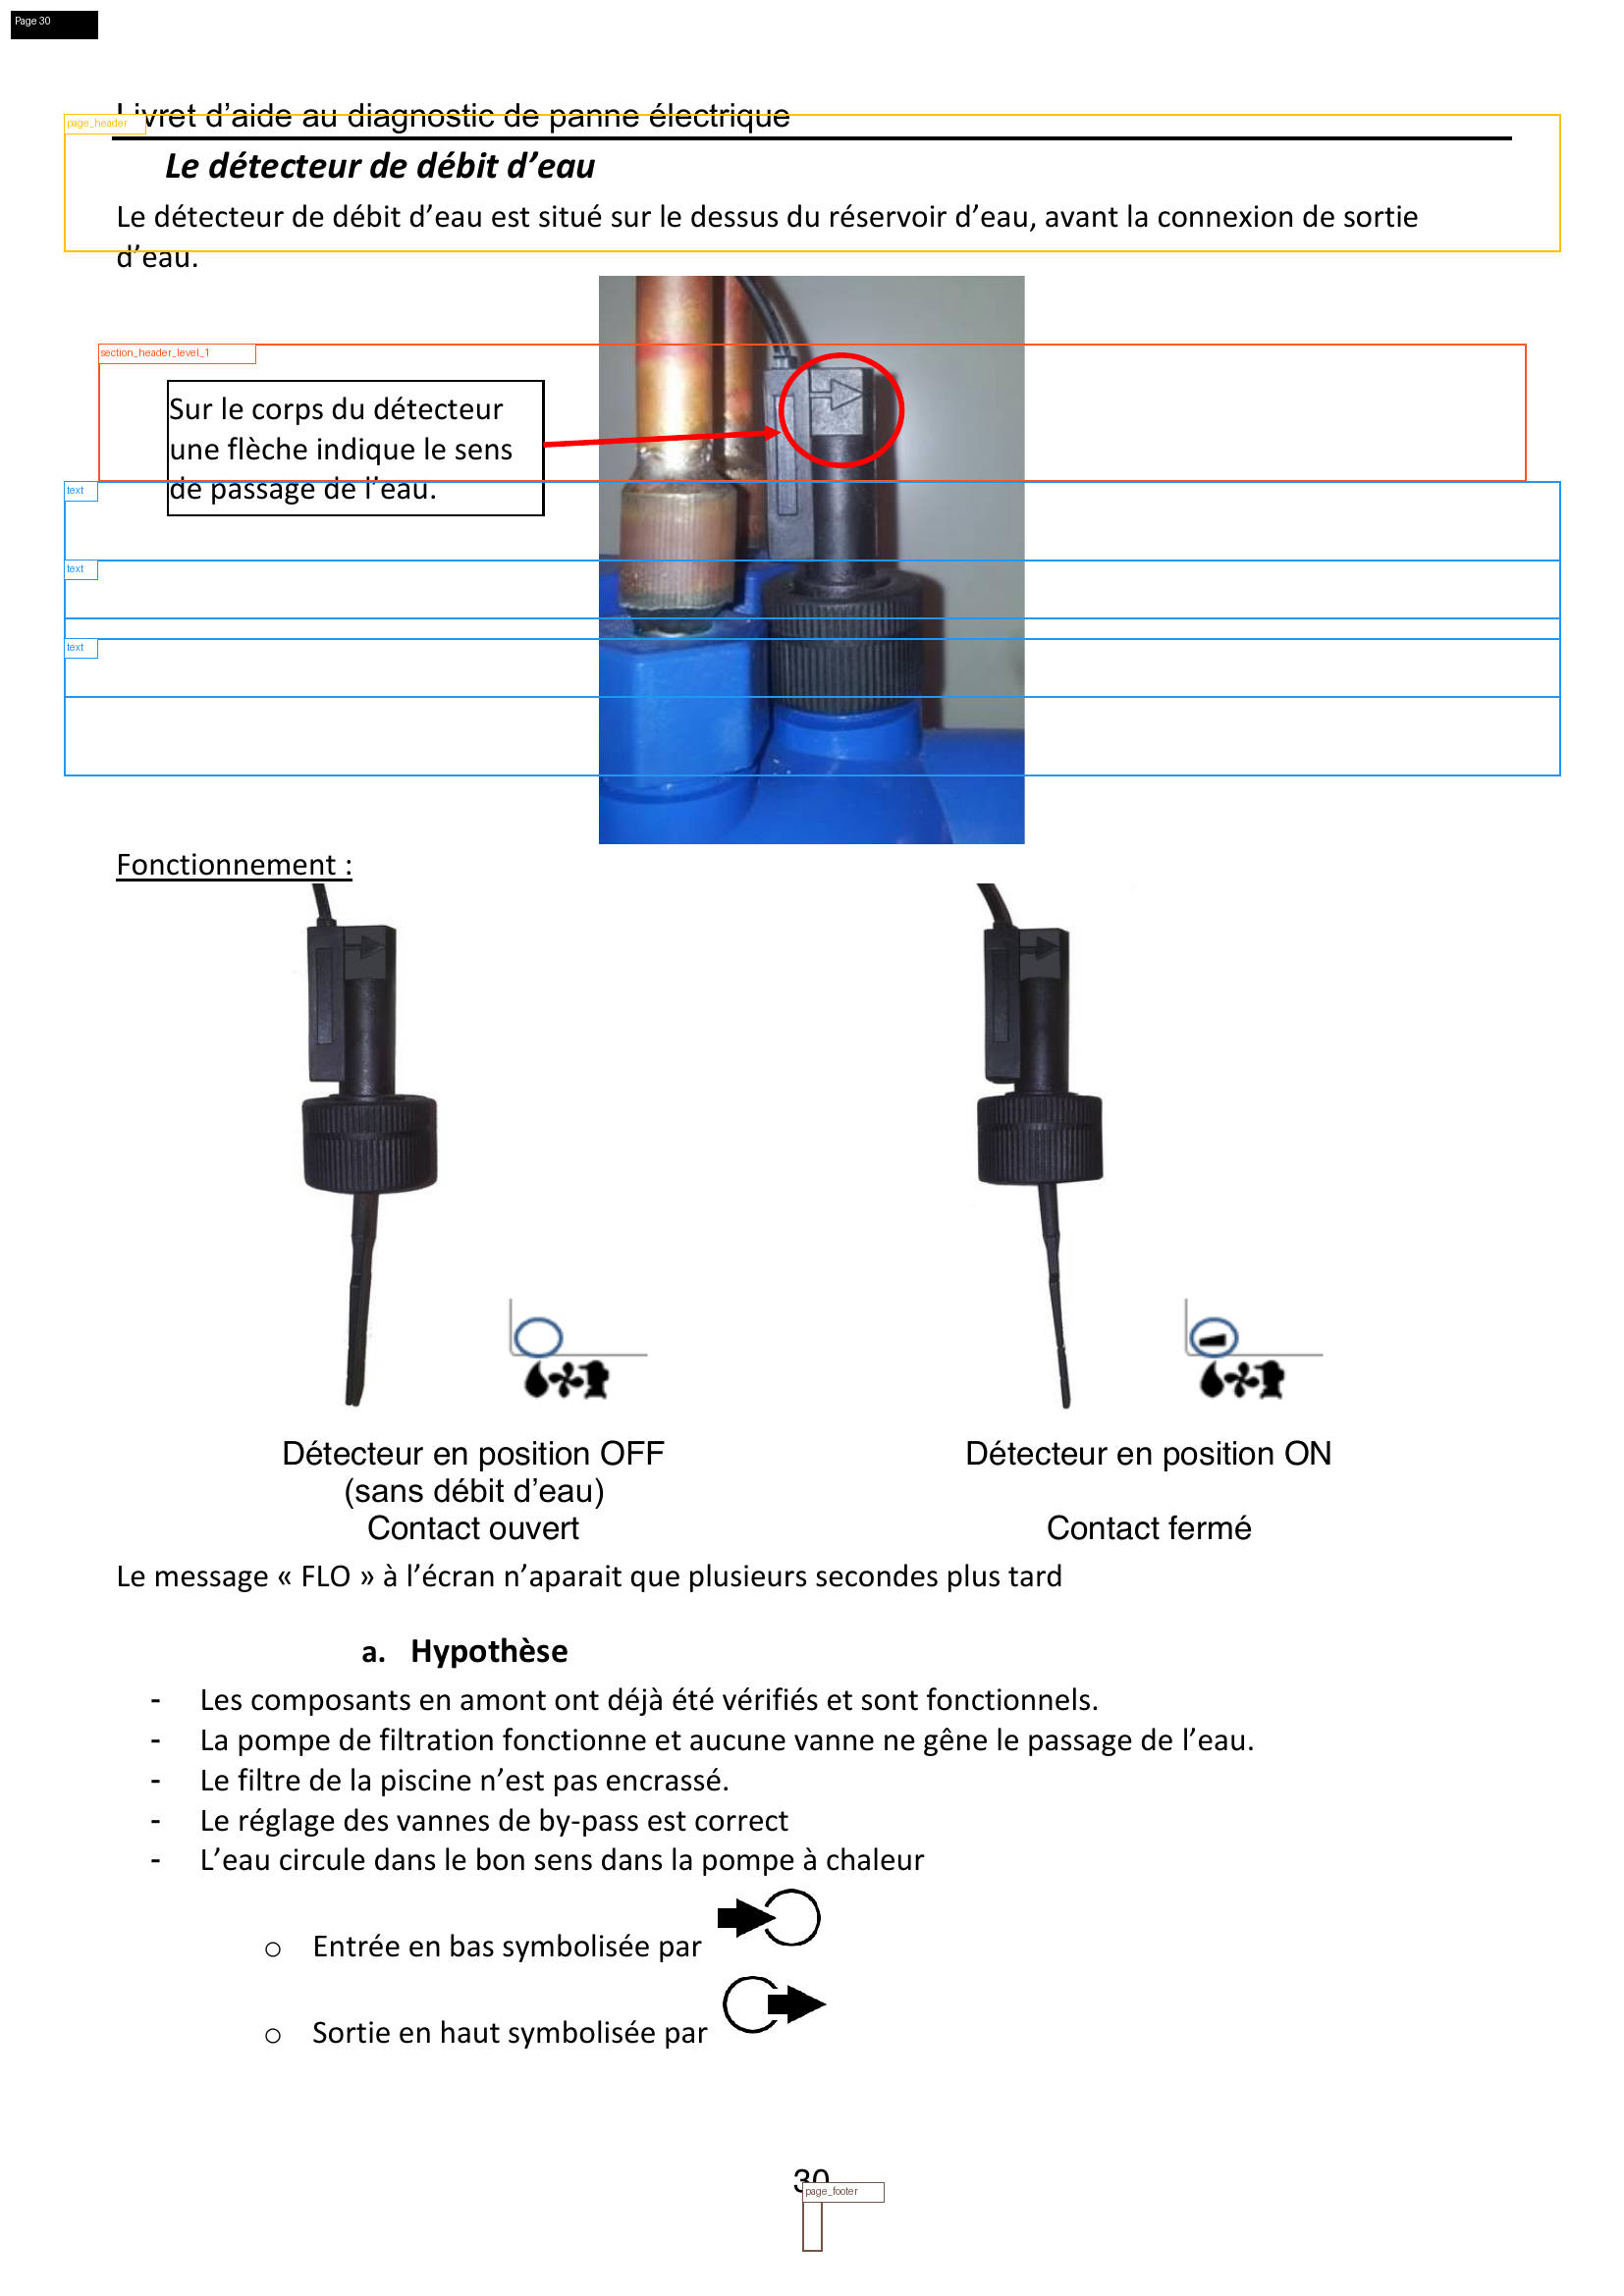 Page 30
Livret d’aide au diagnostic de panne électrique
page_header
Le détecteur de débit d’eau
Le détecteur de débit d’eau est situé sur le dessus du réservoir d’eau, avant la connexion de sortie
d’eau.
section_header_level_1
Sur le corps du détecteur
une flèche indique le sens
de passage de l’eau.
text
text
text
Fonctionnement :
Détecteur en position OFF
(sans débit d’eau)
Contact ouvert
Détecteur en position ON
Contact fermé
Le message « FLO » à l’écran n’aparait que plusieurs secondes plus tard
a. Hypothèse
- Les composants en amont ont déjà été vérifiés et sont fonctionnels.
- La pompe de filtration fonctionne et aucune vanne ne gêne le passage de l’eau.
- Le filtre de la piscine n’est pas encrassé.
- Le réglage des vannes de by-pass est correct
- L’eau circule dans le bon sens dans la pompe à chaleur
o Entrée en bas symbolisée par
o Sortie en haut symbolisée par
30
page_footer